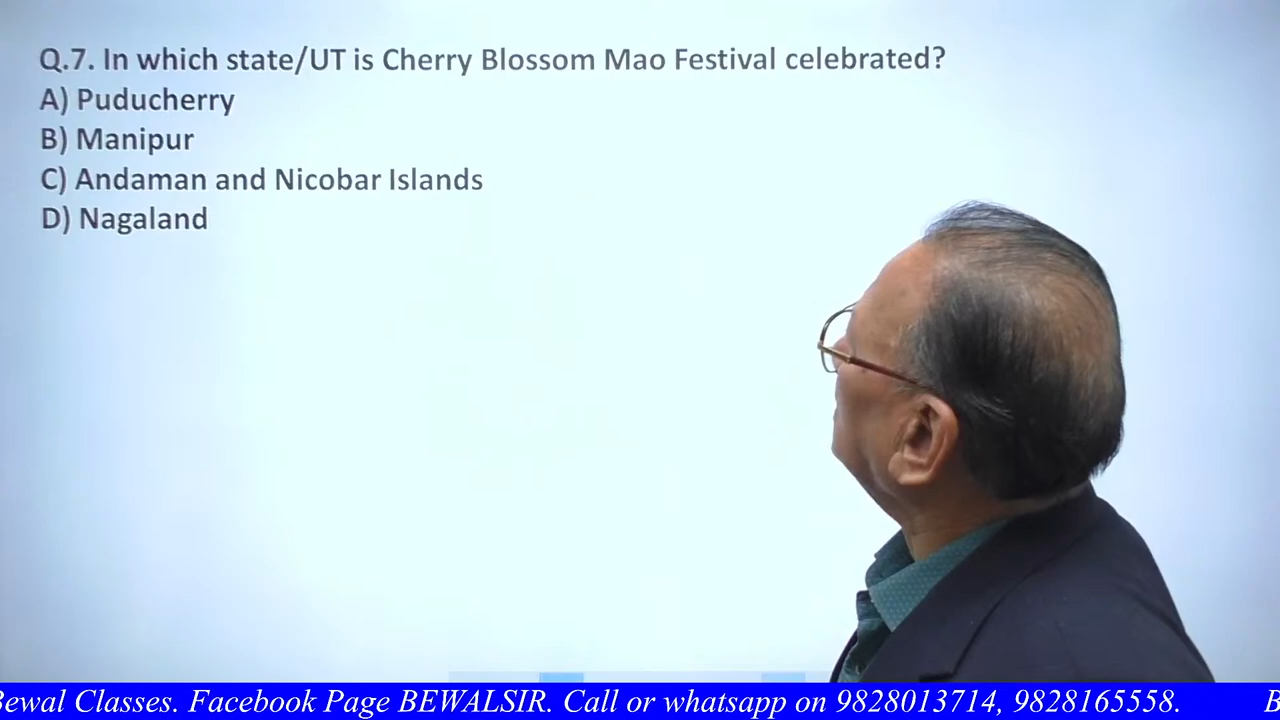 Q.7. In which state/UT is Cherry Blossom Mao Festival celebrated?
A) Puducherry
B) Manipur
C) Andaman and Nicobar Islands
D) Nagaland
Bewal Classes. Facebook Page BEWALSIR. Call or whatsapp on 9828013714, 9828165558. B